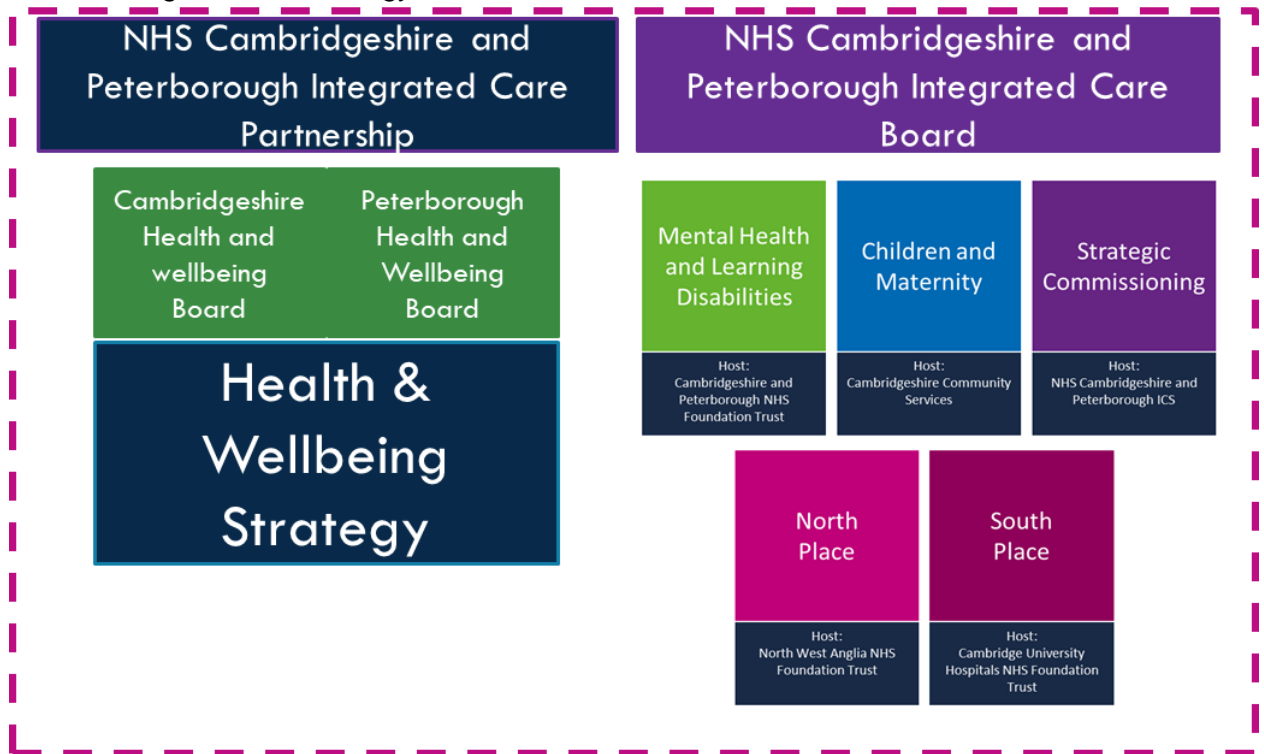 NHS Cambridgeshire and
Peterborough Integrated Care
Partnership
NHS Cambridgeshire and
Peterborough Integrated Care
Board
Cambridgeshire
Health and
wellbeing
Board
Peterborough
Health and
Wellbeing
Board
Health &
Wellbeing
Strategy
Mental Health
and Learning
Disabilities
Host:
Cambridgeshire and
Peterborough NHS
Foundation Trust
Children and
Maternity
Host:
Cambridgeshire Community
Services
Strategic
Commissioning
Host:
NHS Cambridgeshire and
Peterborough ICS
North
Place
Host:
North West Anglia NHS
Foundation Trust
South
Place
Host:
Cambridge University
Hospitals NHS Foundation
Trust